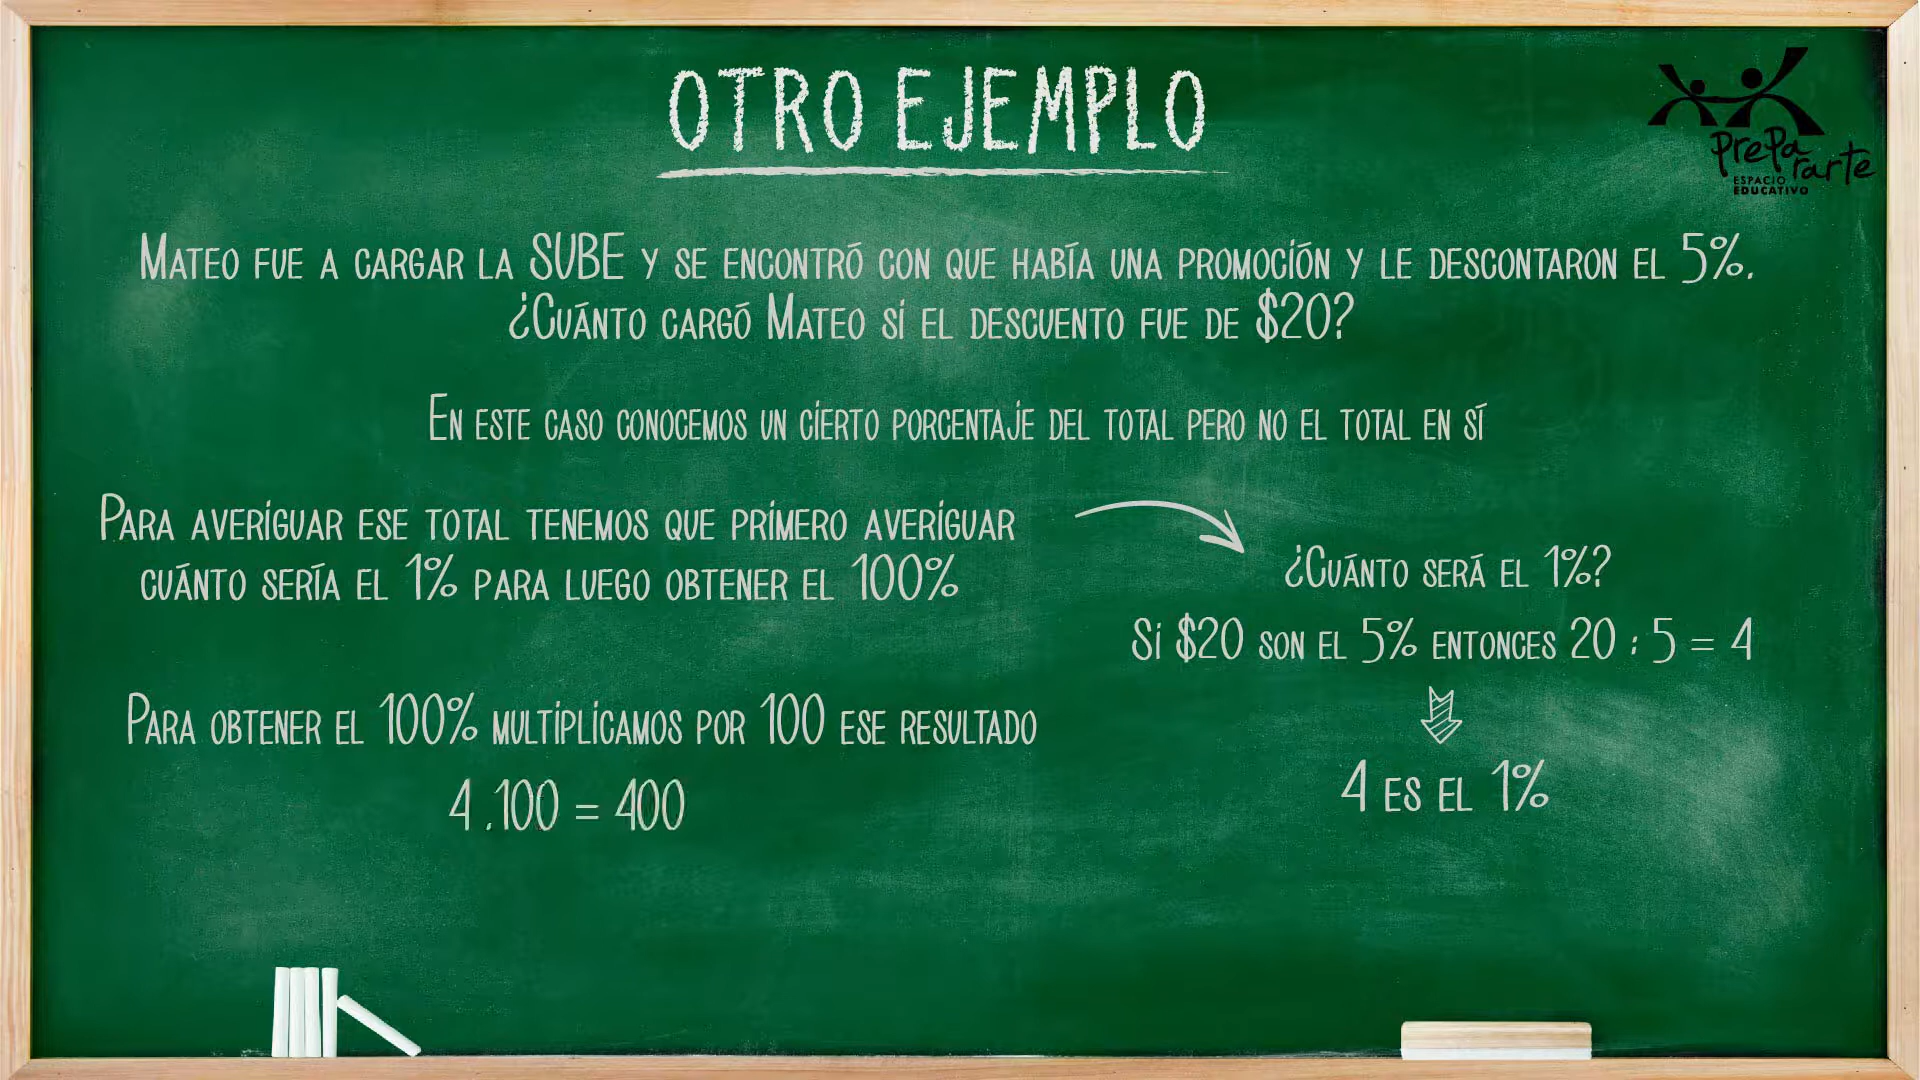 OTRO EJEMPLO
PrePa
rarte
ESPACIO
EDUCATIVO
MATEO FUE A CARGAR LA SUBE Y SE ENCONTRÓ CON QUE HABÍA UNA PROMOCIÓN Y LE DESCONTARON EL 5%.
¿CUÁNTO CARGÓ MATEO SI EL DESCUENTO FUE DE $20?
EN ESTE CASO CONOCEMOS UN CIERTO PORCENTAJE DEL TOTAL PERO NO EL TOTAL EN SÍ
PARA AVERIGUAR ESE TOTAL TENEMOS QUE PRIMERO AVERIGUAR
CUÁNTO SERÍA EL 1% PARA LUEGO OBTENER EL 100%
¿CUÁNTO SERÁ EL 1%?
SI $20 SON EL 5% ENTONCES 20 : 5 = 4
4 ES EL 1%
PARA OBTENER EL 100% MULTIPLICAMOS POR 100 ESE RESULTADO
4 .100 = 400